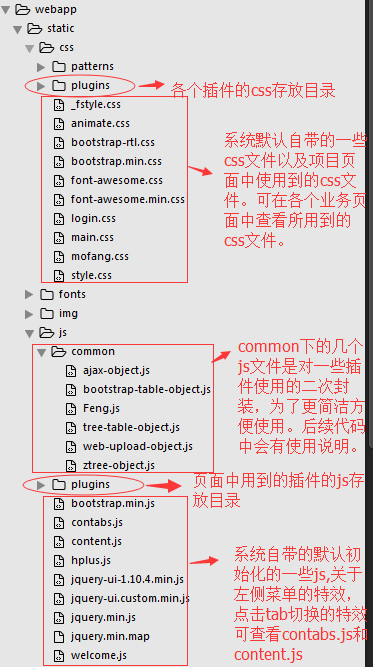 webapp
static
css
patterns
plugins
各个插件的css存放目录
_fstyle.css
animate.css
bootstrap-rtl.css
bootstrap.min.css
font-awesome.css
font-awesome.min.css
login.css
main.css
mofang.css
style.css
系统默认自带的一些
css文件以及项目页
面中使用到的css文
件。可在各个业务页
面中查看所用到的
css文件。
fonts
img
js
common
ajax-object.js
bootstrap-table-object.js
Feng.js
tree-table-object.js
web-upload-object.js
ztree-object.js
common下的几个
js文件是对一些插
件使用的二次封
装，为了更简洁方
便使用。后续代码
中会有使用说明。
plugins
页面中用到的插件的js存
放目录
bootstrap.min.js
contabs.js
content.js
hplus.js
jquery-ui-1.10.4.min.js
jquery-ui.custom.min.js
jquery.min.js
jquery.min.map
welcome.js
系统自带的默认初
始化的一些js,关于
左侧菜单的特效，
点击tab切换的特效
可查看contabs.js和
content.js